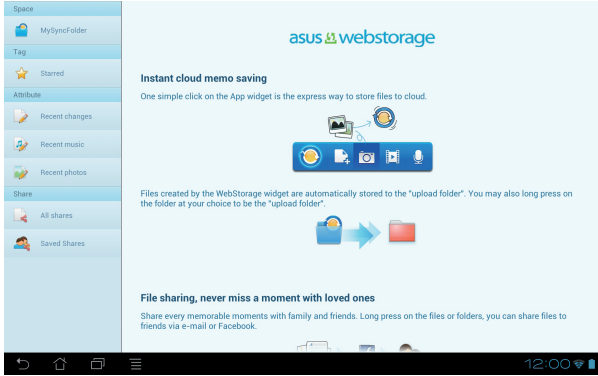 Space
MySyncFolder
Tag
Starred
Attribute
Recent changes
Recent music
Recent photos
Share
All shares
Saved Shares
asus webstorage
Instant cloud memo saving
One simple click on the App widget is the express way to store files to cloud.
Files created by the WebStorage widget are automatically stored to the "upload folder". You may also long press on
the folder at your choice to be the "upload folder".
File sharing, never miss a moment with loved ones
Share every memorable moments with family and friends. Long press on the files or folders, you can share files to
friends via e-mail or Facebook.
12:00